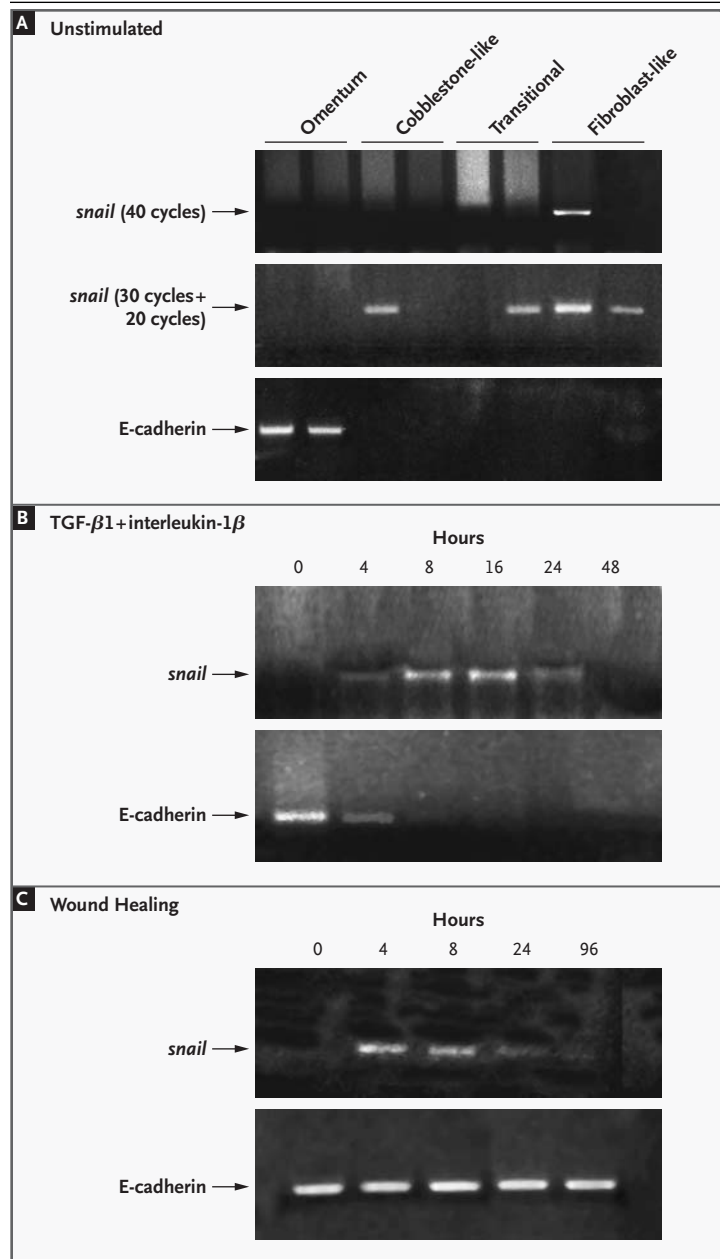 A Unstimulated
Omentum
Cobblestone-like
Transitional
Fibroblast-like
snail (40 cycles)
snail (30 cycles+
20 cycles)
E-cadherin
B TGF-β1+interleukin-1β
Hours
0 4 8 16 24 48
snail
E-cadherin
C Wound Healing
Hours
0 4 8 24 96
snail
E-cadherin